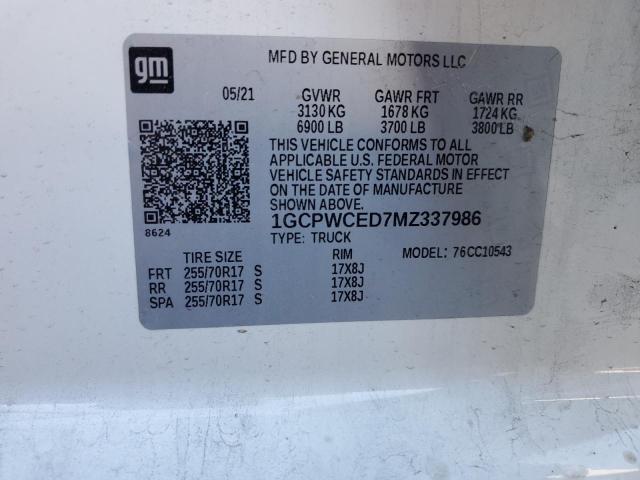 gm
MFD BY GENERAL MOTORS LLC
05/21 GVWR GAWR FRT GAWR RR
3130 KG 1678 KG 1724 KG
6900 LB 3700 LB 3800 LB
THIS VEHICLE CONFORMS TO ALL
APPLICABLE U.S. FEDERAL MOTOR
VEHICLE SAFETY STANDARDS IN EFFECT
ON THE DATE OF MANUFACTURE
SHOWN ABOVE.
1GCPWCED7MZ337986
8624
TYPE: TRUCK MODEL: 76CC10543
TIRE SIZE RIM
FRT 255/70R17 S 17X8J
RR 255/70R17 S 17X8J
SPA 255/70R17 S 17X8J